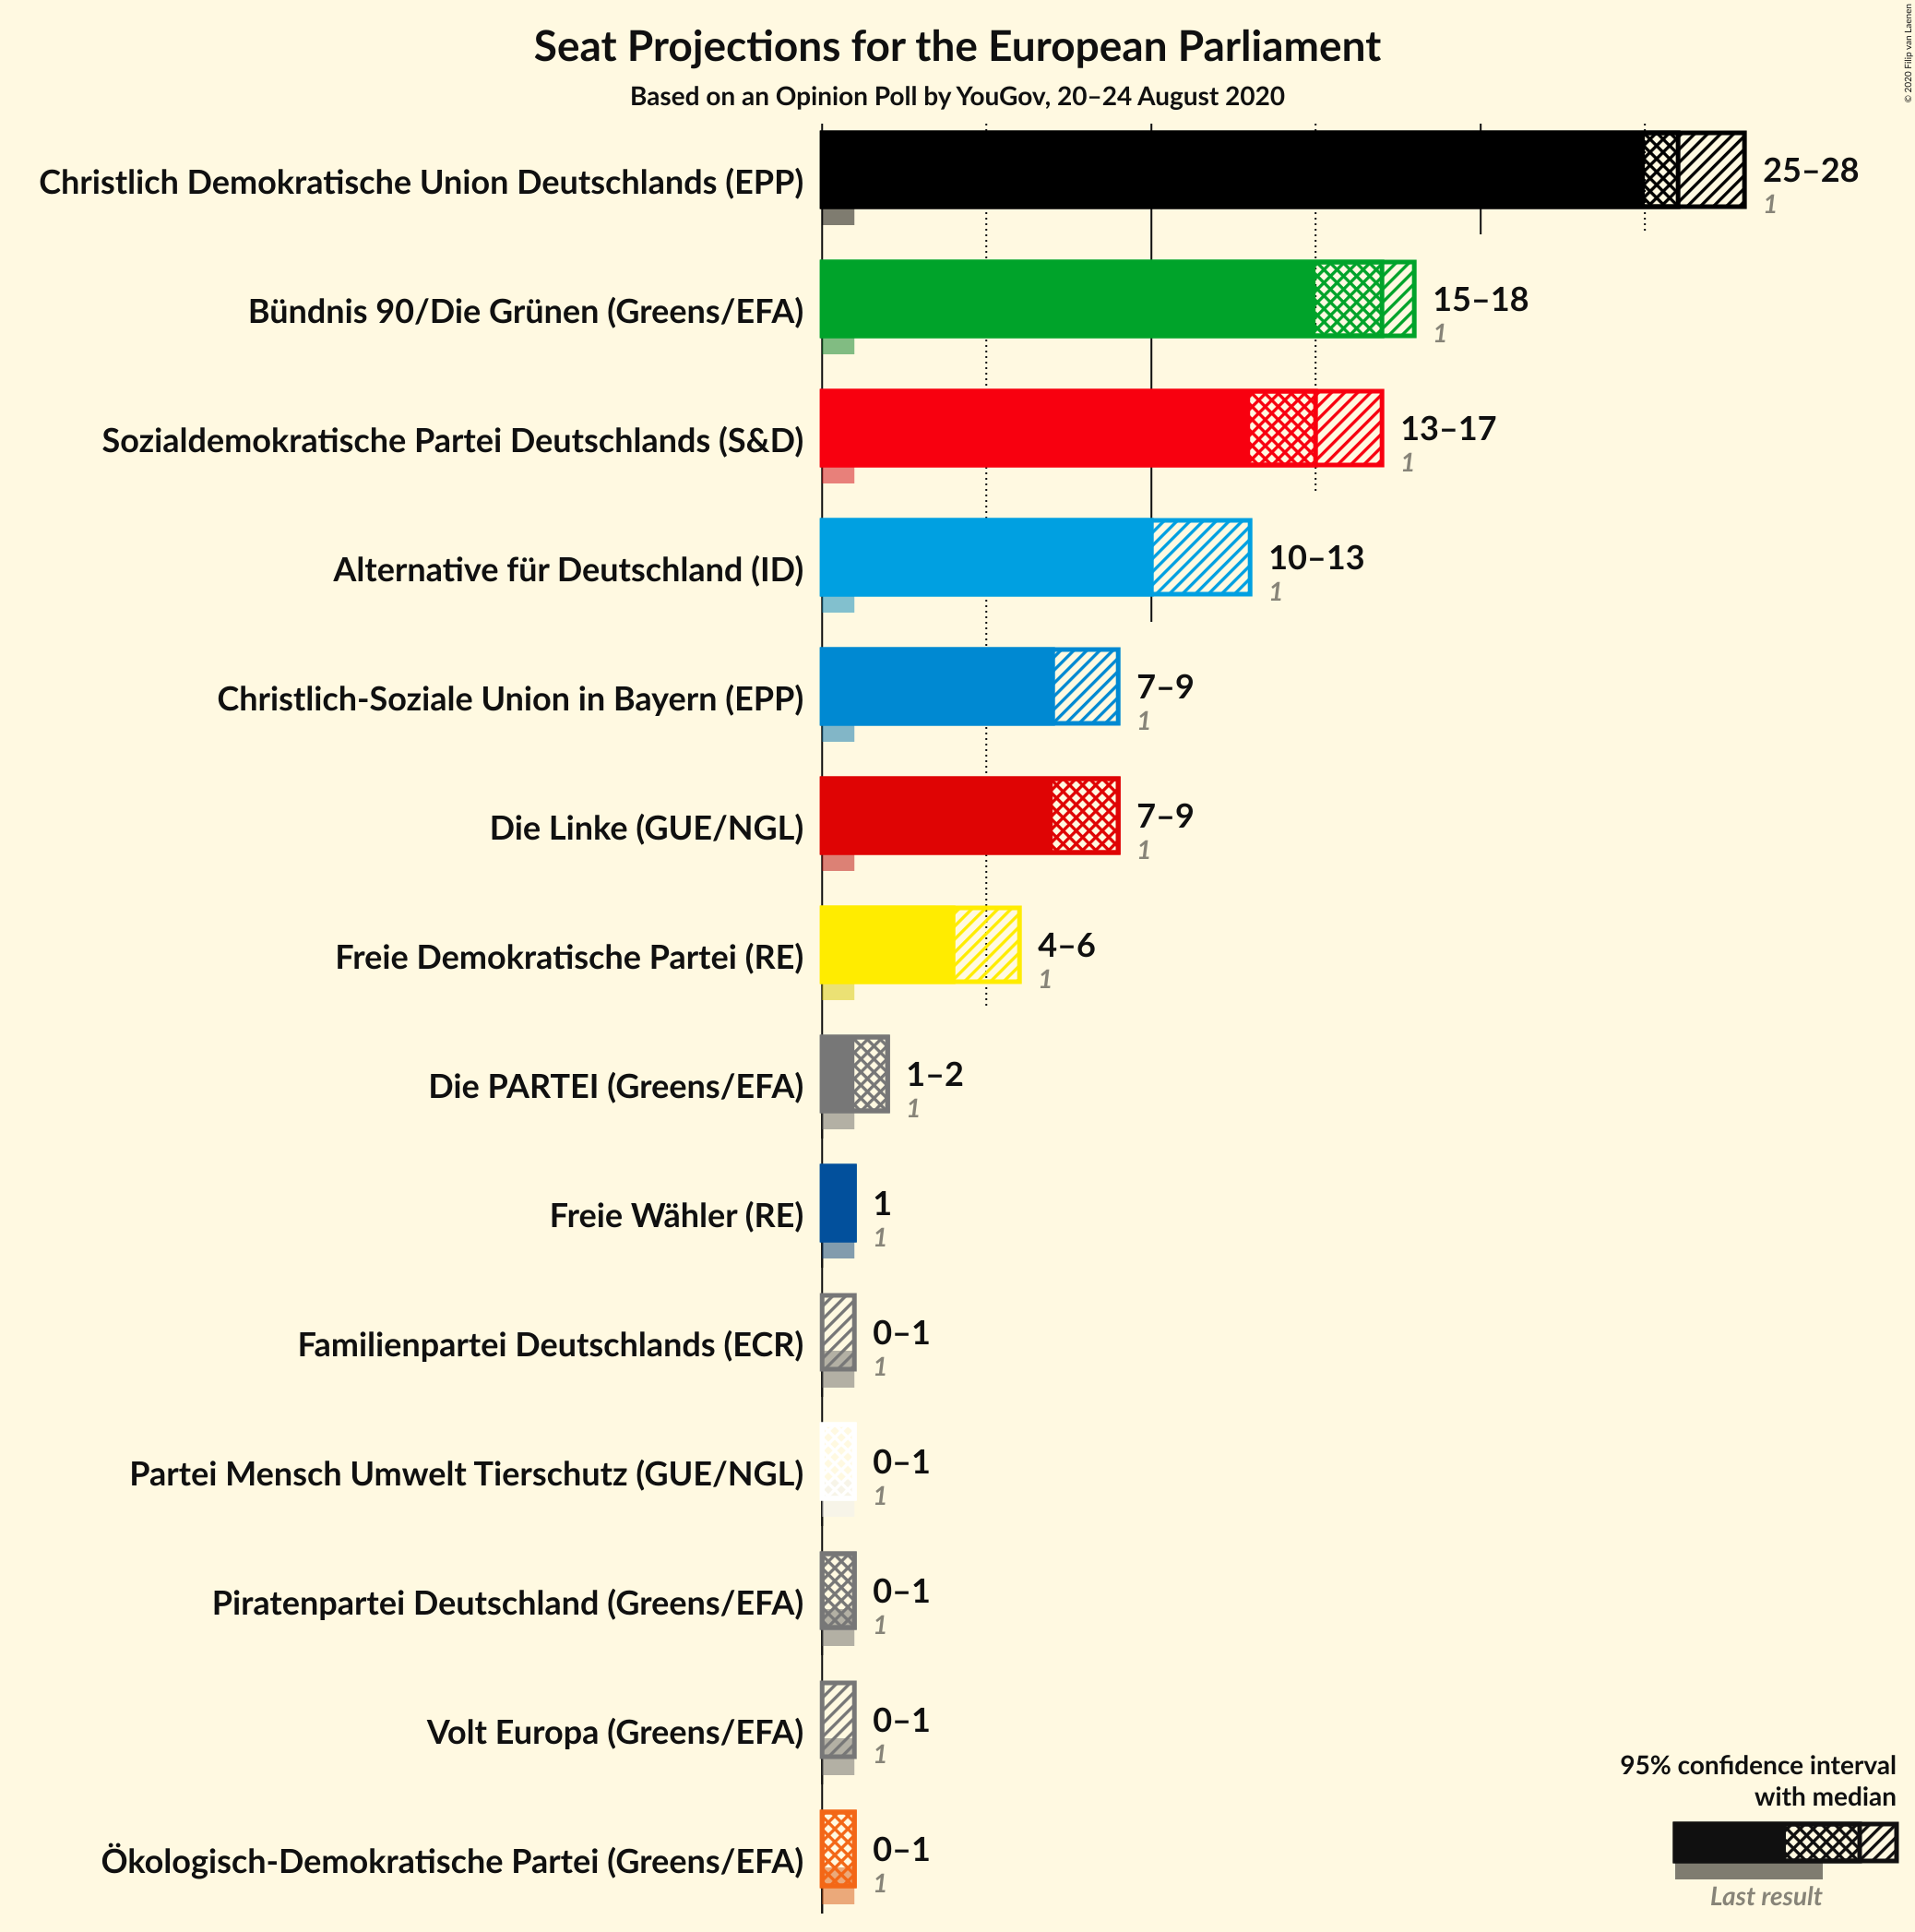 Seat Projections for the European Parliament
Based on an Opinion Poll by YouGov, 20–24 August 2020
© 2020 Filip van Laenen
Christlich Demokratische Union Deutschlands (EPP)
25–28
1
Bündnis 90/Die Grünen (Greens/EFA)
15–18
1
Sozialdemokratische Partei Deutschlands (S&D)
13–17
1
Alternative für Deutschland (ID)
10–13
1
Christlich-Soziale Union in Bayern (EPP)
7–9
1
Die Linke (GUE/NGL)
7–9
1
Freie Demokratische Partei (RE)
4–6
1
Die PARTEI (Greens/EFA)
1–2
1
Freie Wähler (RE)
1
1
Familienpartei Deutschlands (ECR)
0–1
1
Partei Mensch Umwelt Tierschutz (GUE/NGL)
0–1
1
Piratenpartei Deutschland (Greens/EFA)
0–1
1
Volt Europa (Greens/EFA)
0–1
1
Ökologisch-Demokratische Partei (Greens/EFA)
0–1
1
95% confidence interval
with median
Last result